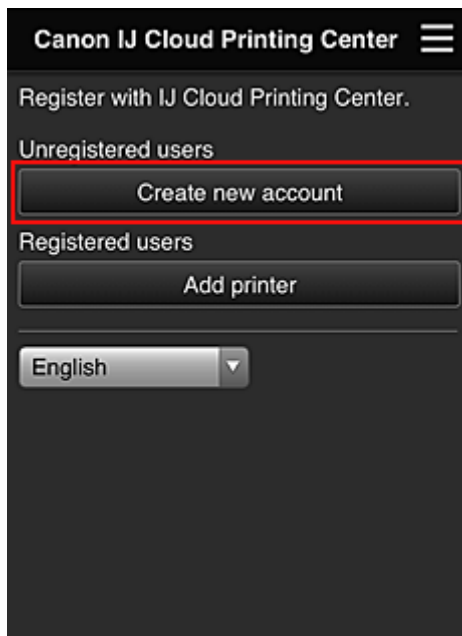 Canon IJ Cloud Printing Center
Register with IJ Cloud Printing Center.
Unregistered users
Create new account
Registered users
Add printer
English